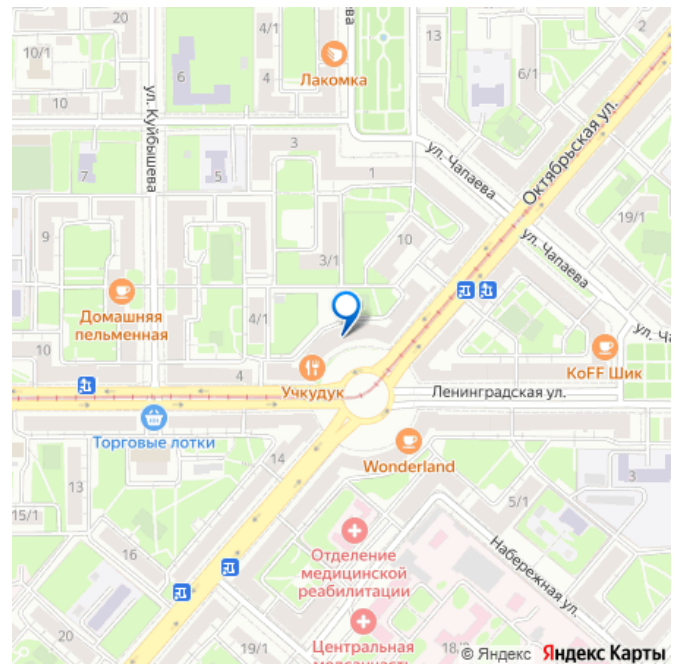 10/1
20
10
ул. Куйбышева
6
4/1
4
Лакомка
13
6/1
2
Октябрьская ул.
ул. Чапаева
19/1
ул. Чапаева
3
1
7
5
9
3/1
10
Домашняя
пельменная
4/1
10
4
Учкудук
Ленинградская ул.
KoFF Шик
Торговые лотки
14
Wonderland
13
15/1
16
5/1
3
Набережная ул.
Отделение
медицинской
реабилитации
20
19/1
Центральная
18/2
© Яндекс Яндекс Карты